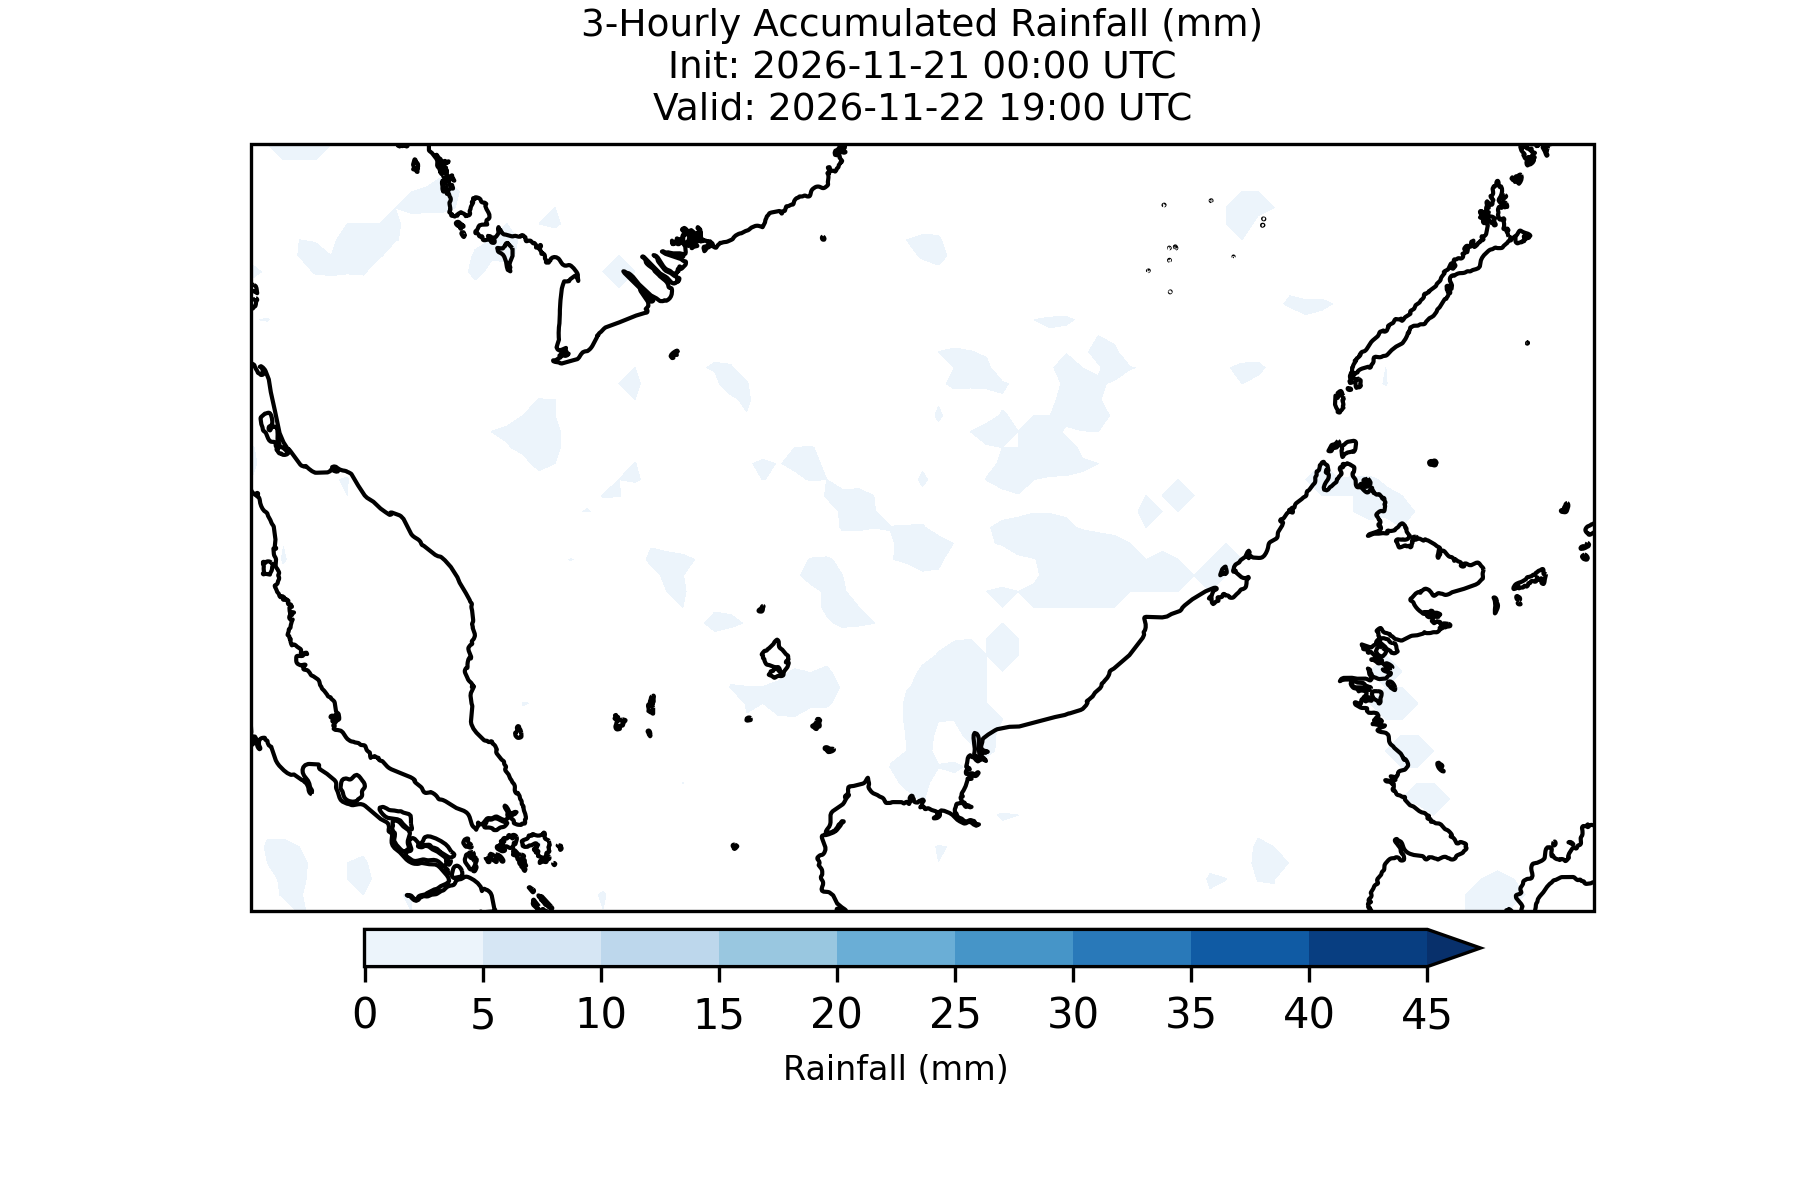 3-Hourly Accumulated Rainfall (mm)
Init: 2026-11-21 00:00 UTC
Valid: 2026-11-22 19:00 UTC
0 5 10 15 20 25 30 35 40 45
Rainfall (mm)